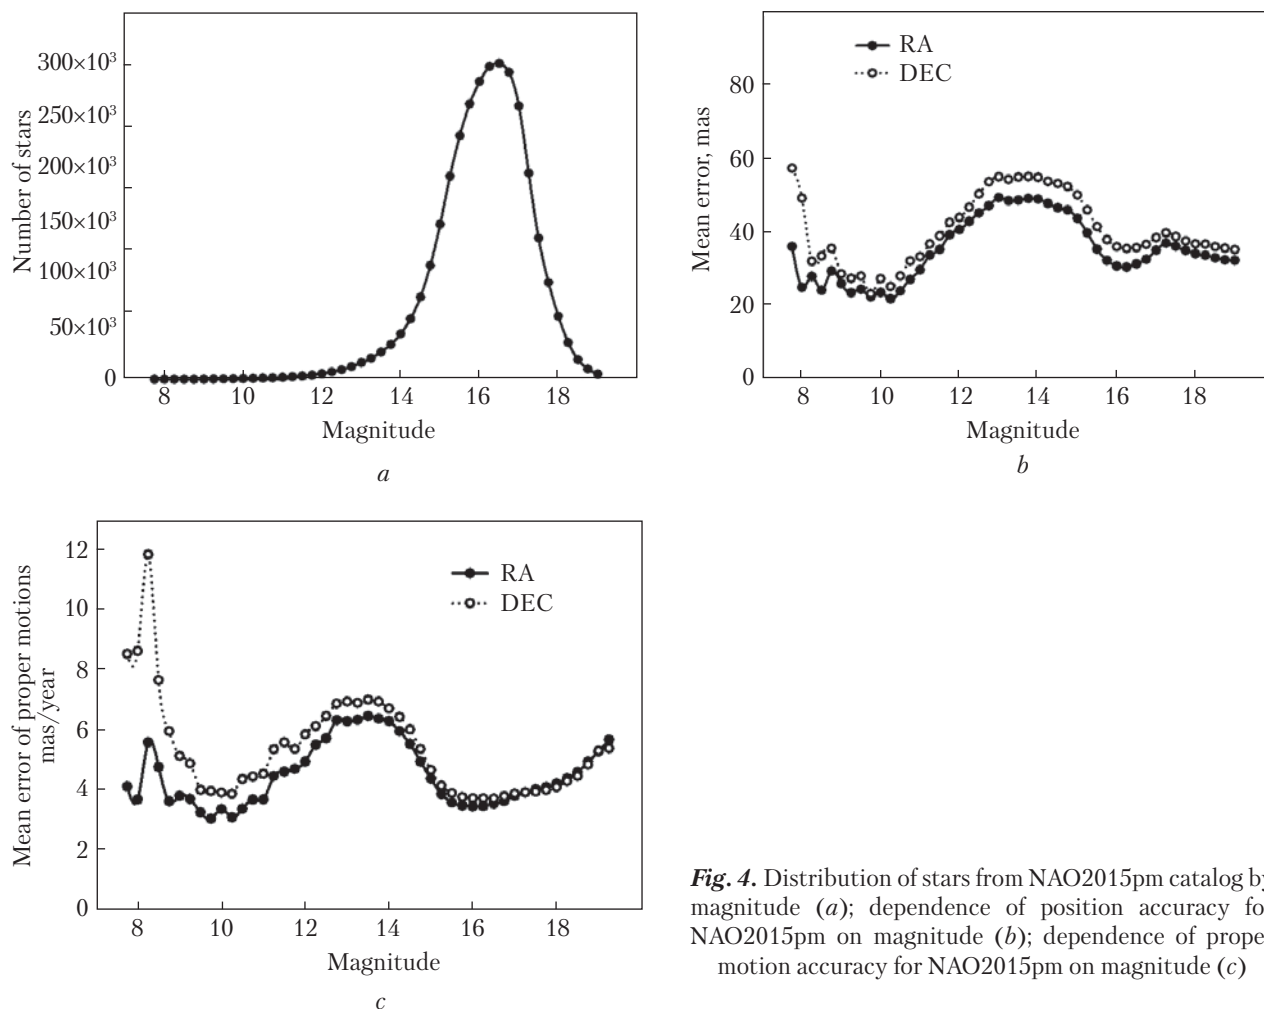 300×10³
250×10³
200×10³
150×10³
100×10³
50×10³
0
Number of stars
8 10 12 14 16 18
Magnitude
a
RA
DEC
80
60
40
20
0
Mean error, mas
8 10 12 14 16 18
Magnitude
b
RA
DEC
12
10
8
6
4
2
0
Mean error of proper motions
mas/year
8 10 12 14 16 18
Magnitude
c
Fig. 4. Distribution of stars from NAO2015pm catalog by
magnitude (a); dependence of position accuracy fo
NAO2015pm on magnitude (b); dependence of prope
motion accuracy for NAO2015pm on magnitude (c)